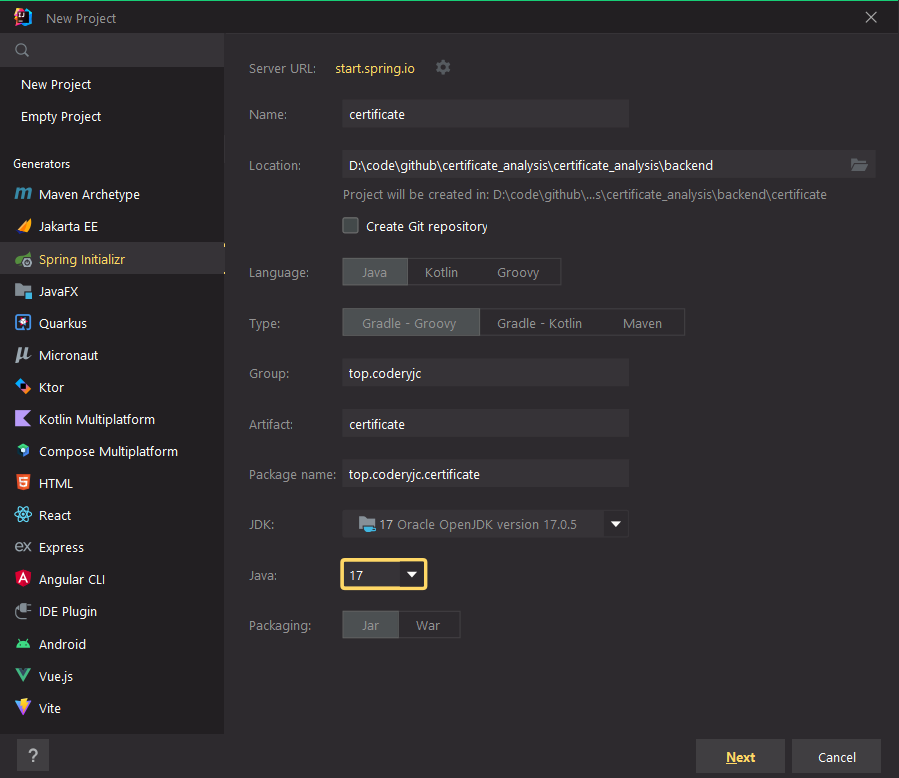 New Project
New Project
Empty Project
Generators
Maven Archetype
Jakarta EE
Spring Initializr
JavaFX
Quarkus
Micronaut
Ktor
Kotlin Multiplatform
Compose Multiplatform
HTML
React
Express
Angular CLI
IDE Plugin
Android
Vue.js
Vite
?
Server URL: start.spring.io
Name: certificate
Location: D:\code\github\certificate_analysis\certificate_analysis\backend
Project will be created in: D:\code\github\...s\certificate_analysis\backend\certificate
Create Git repository
Language: Java Kotlin Groovy
Type: Gradle - Groovy Gradle - Kotlin Maven
Group: top.coderyjc
Artifact: certificate
Package name: top.coderyjc.certificate
JDK: 17 Oracle OpenJDK version 17.0.5
Java: 17
Packaging: Jar War
Next Cancel